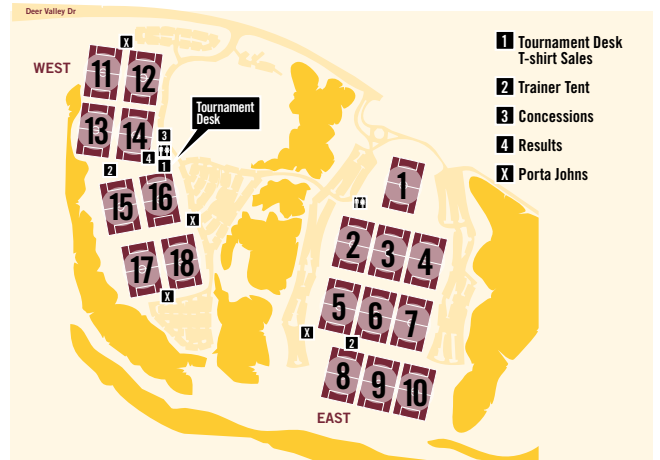 Deer Valley Dr
WEST
X
11
12
13
14
3
4
1
2
Tournament
Desk
15
16
X
17
18
X
1
2
3
4
5
6
7
X
2
8
9
10
EAST
1 Tournament Desk
T-shirt Sales
2 Trainer Tent
3 Concessions
4 Results
X Porta Johns